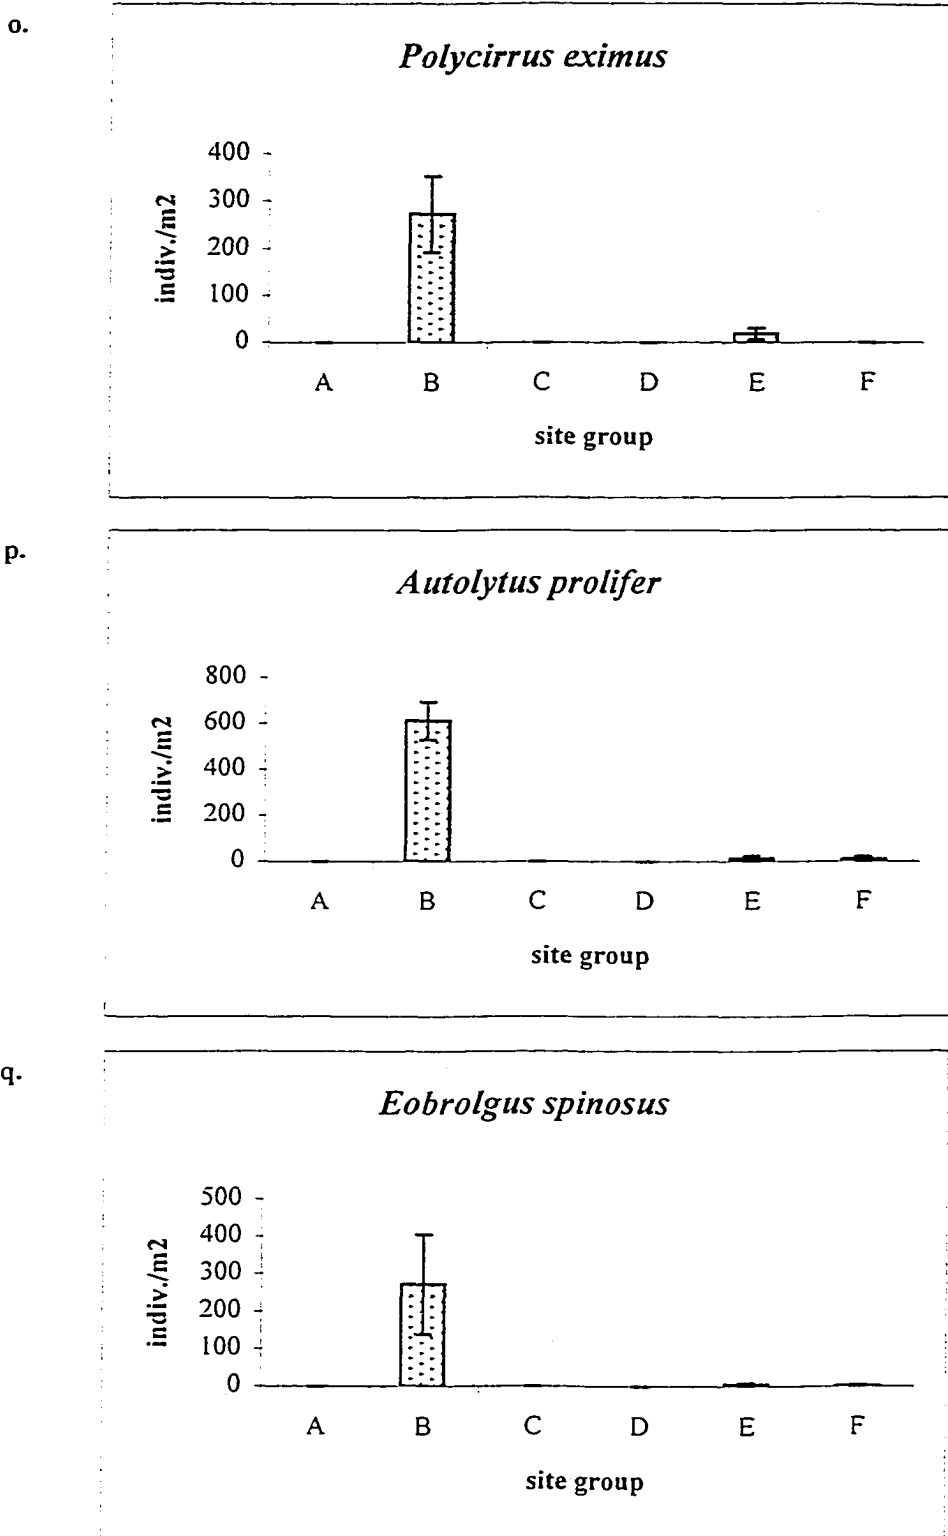 o.
Polycirrus eximus
400
300
200
100
0
indiv./m2
A B C D E F
site group
p.
Autolytus prolifer
800
600
400
200
0
indiv./m2
A B C D E F
site group
q.
Eobrolgus spinosus
500
400
300
200
100
0
indiv./m2
A B C D E F
site group